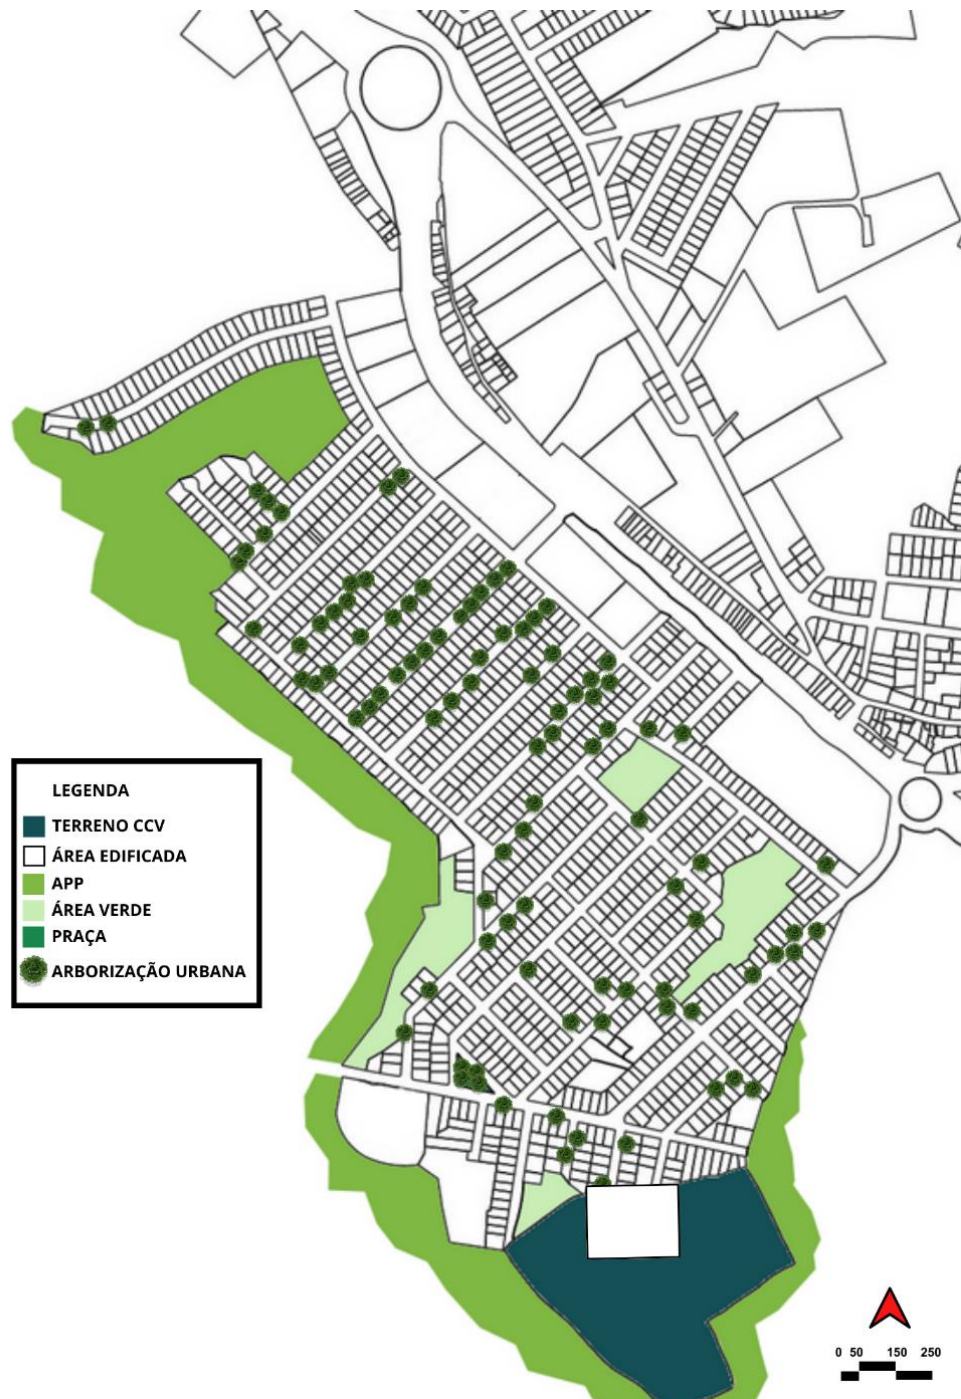 LEGENDA
TERRENO CCV
ÁREA EDIFICADA
APP
ÁREA VERDE
PRAÇA
ARBORIZAÇÃO URBANA
0 50 150 250